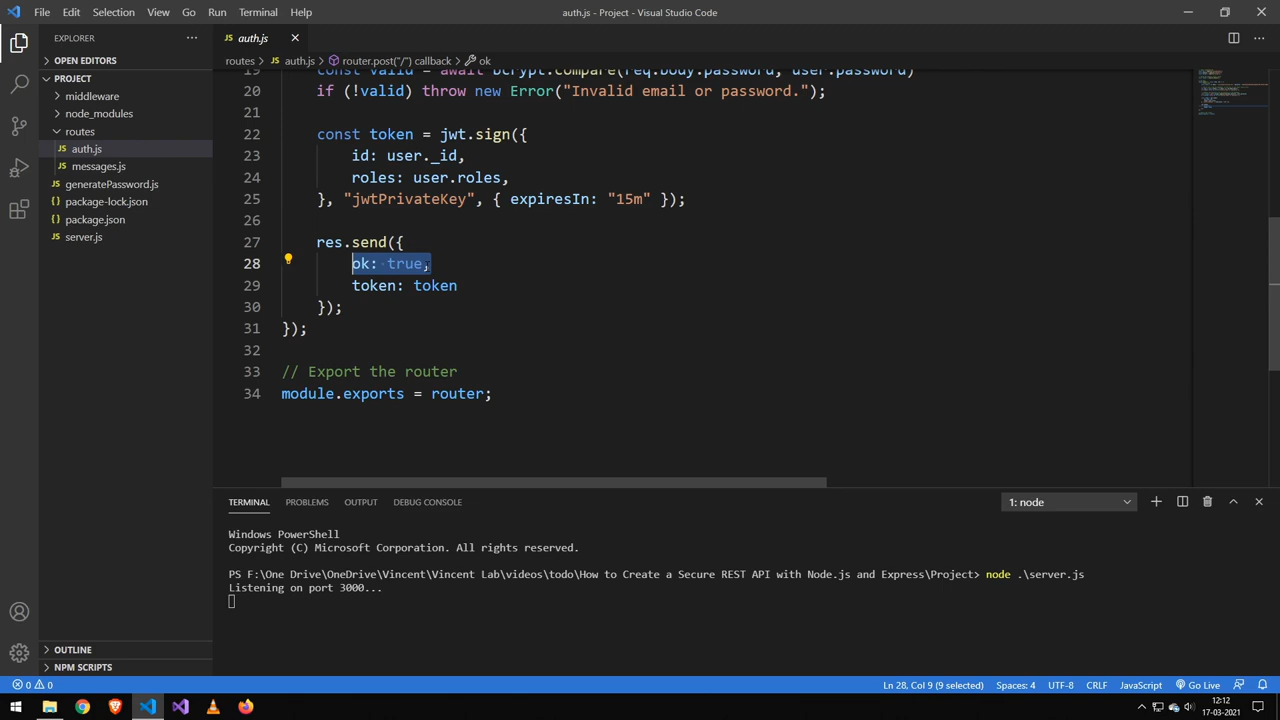 File Edit Selection View Go Run Terminal Help
auth.js - Project - Visual Studio Code
EXPLORER ...
OPEN EDITORS
PROJECT
middleware
node_modules
routes
JS auth.js
JS messages.js
JS generatePassword.js
{} package-lock.json
{} package.json
JS server.js
OUTLINE
NPM SCRIPTS
JS auth.js
routes > JS auth.js > router.post("/") callback > ok
19 const valid = await bcrypt.compare(req.body.password, user.password)
20 if (!valid) throw new Error("Invalid email or password.");
21
22 const token = jwt.sign({
23 id: user._id,
24 roles: user.roles,
25 }, "jwtPrivateKey", { expiresIn: "15m" });
26
27 res.send({
28 ok: true,
29 token: token
30 });
31 });
32
33 // Export the router
34 module.exports = router;
TERMINAL PROBLEMS OUTPUT DEBUG CONSOLE
1: node
Windows PowerShell
Copyright (C) Microsoft Corporation. All rights reserved.
PS F:\One Drive\OneDrive\Vincent\Vincent Lab\videos\todo\How to Create a Secure REST API with Node.js and Express\Project> node .\server.js
Listening on port 3000...
0 0
Ln 28, Col 9 (9 selected) Spaces: 4 UTF-8 CRLF JavaScript Go Live
12:12
17-03-2021